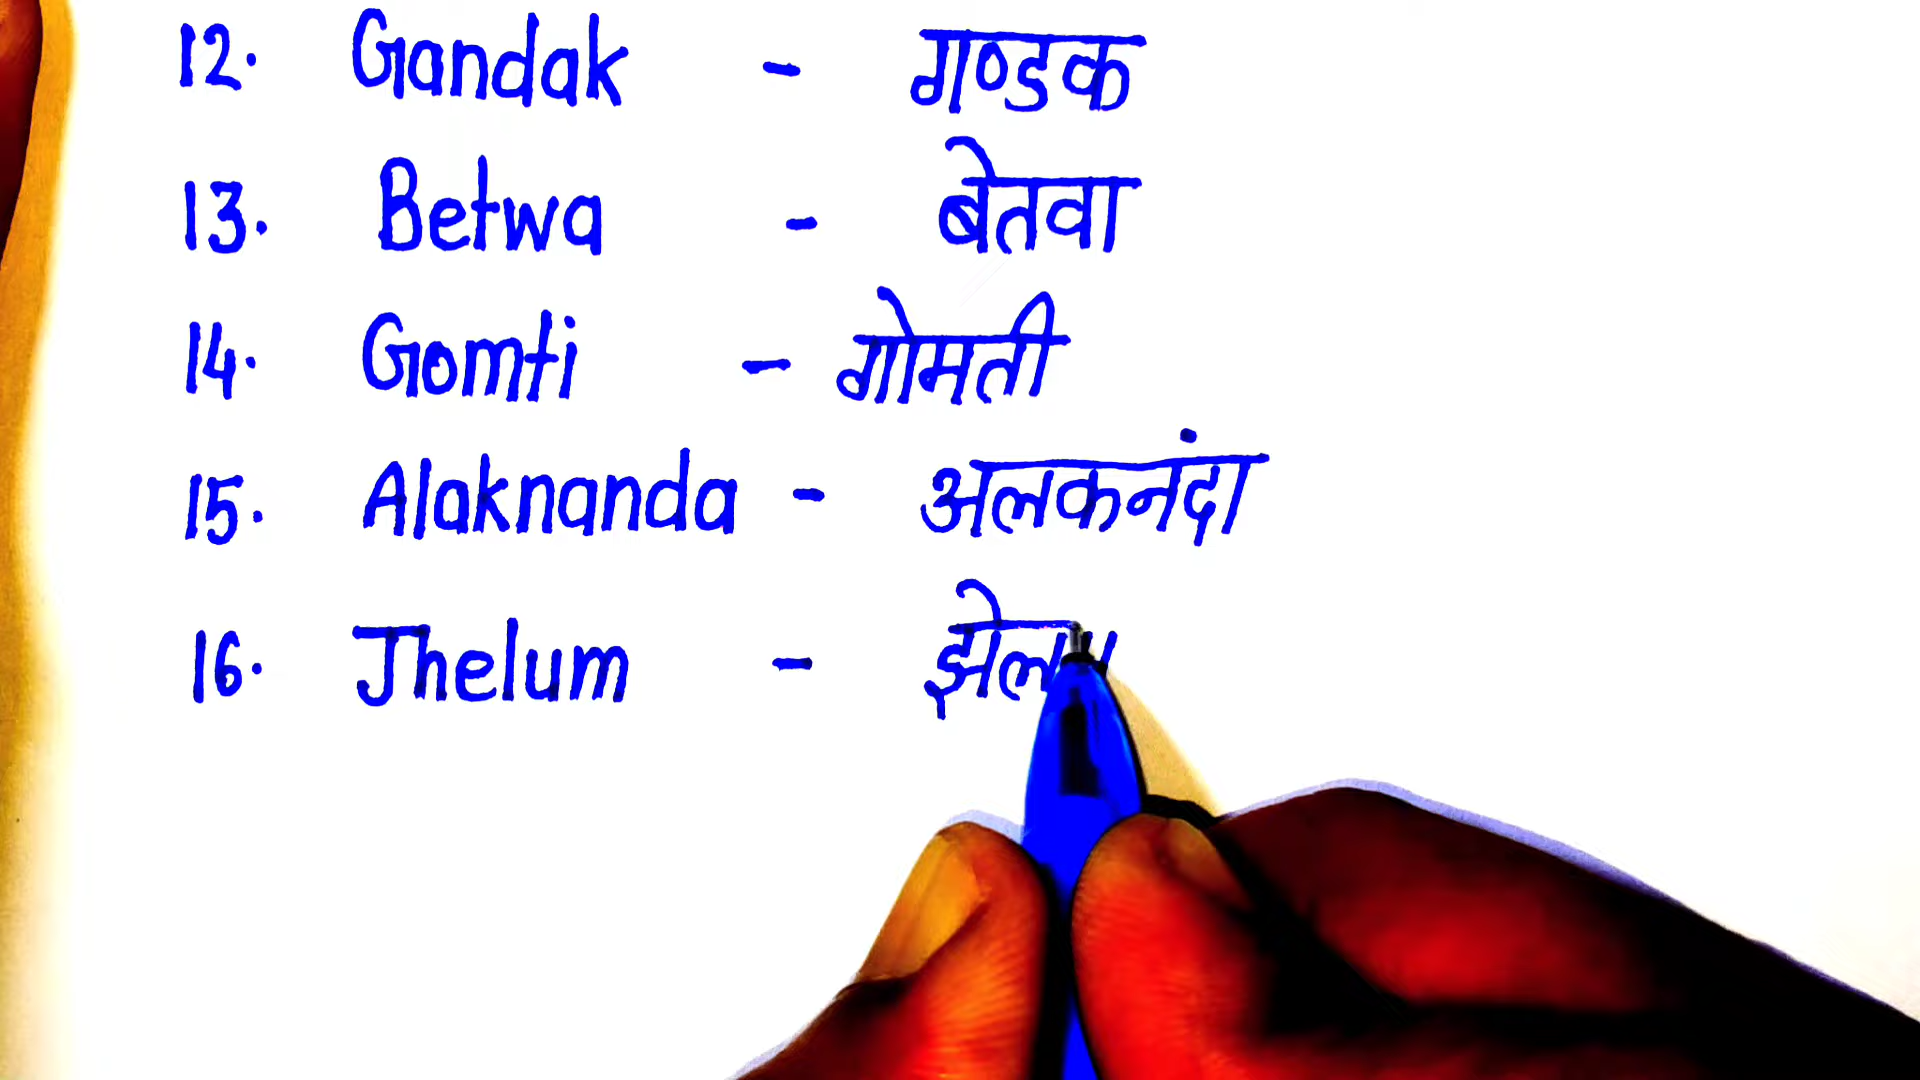 12. Gandak - गण्डक
13. Betwa - बेतवा
14. Gomti - गोमती
15. Alaknanda - अलकनंदा
16. Jhelum -